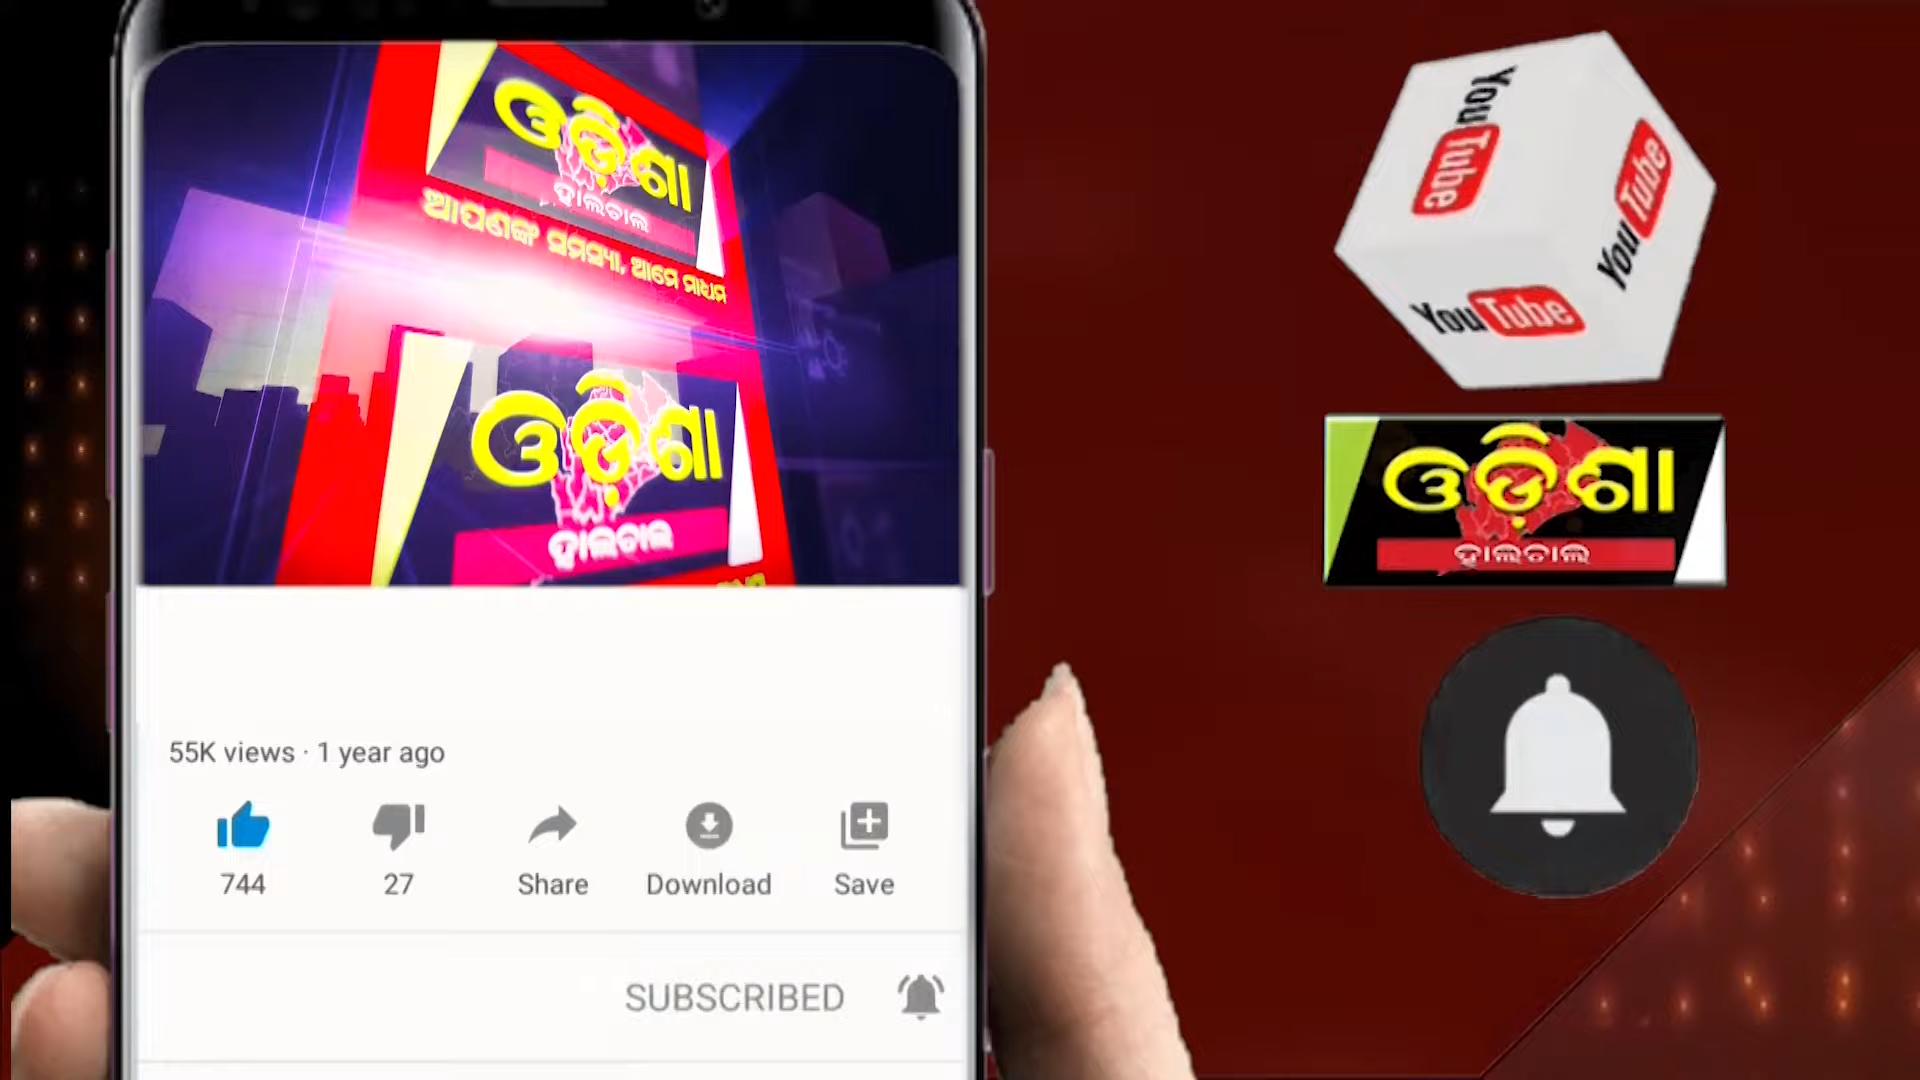 ଓଡ଼ିଶା
ହାଲଚାଲ
ଆପଣଙ୍କ ସମସ୍ୟା, ଆମେ ମାଧ୍ୟମ
ଓଡ଼ିଶା
ହାଲଚାଲ
55K views · 1 year ago
744
27
Share
Download
Save
SUBSCRIBED
YouTube
YouTube
YouTube
ଓଡ଼ିଶା
ହାଲଚାଲ